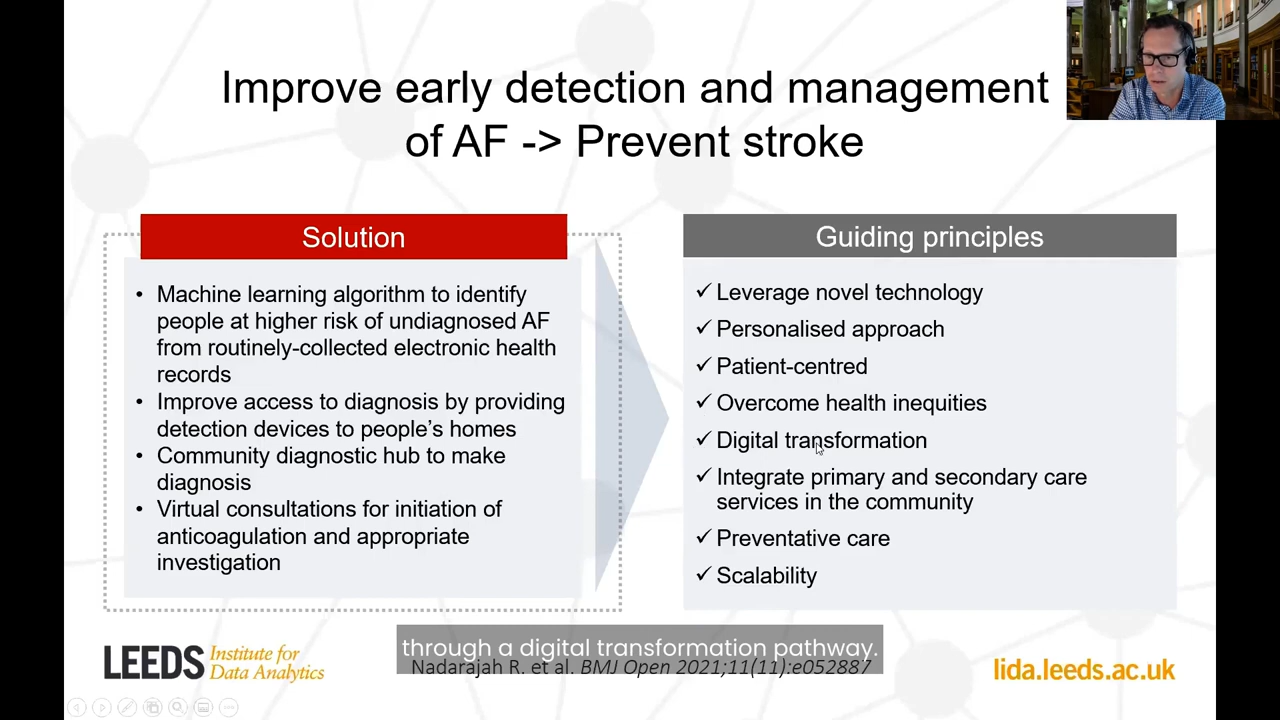 Improve early detection and management
of AF -> Prevent stroke
Solution
• Machine learning algorithm to identify
people at higher risk of undiagnosed AF
from routinely-collected electronic health
records
• Improve access to diagnosis by providing
detection devices to people’s homes
• Community diagnostic hub to make
diagnosis
• Virtual consultations for initiation of
anticoagulation and appropriate
investigation
Guiding principles
✓ Leverage novel technology
✓ Personalised approach
✓ Patient-centred
✓ Overcome health inequities
✓ Digital transformation
✓ Integrate primary and secondary care
services in the community
✓ Preventative care
✓ Scalability
through a digital transformation pathway.
Nadarajah R. et al. BMJ Open 2021;11(11):e052887
LEEDS Institute for
Data Analytics
lida.leeds.ac.uk